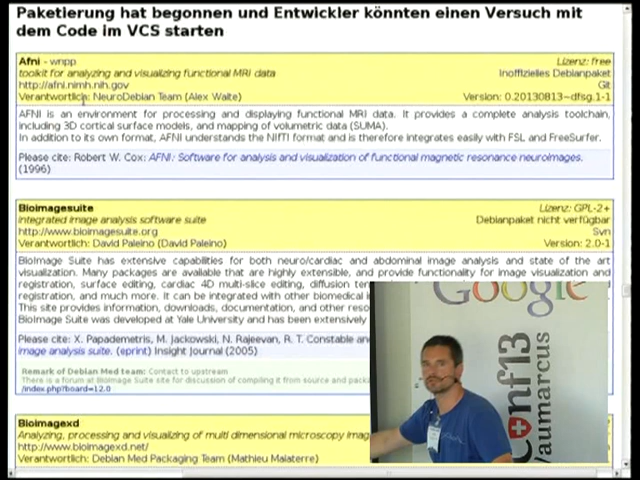 Paketierung hat begonnen und Entwickler könnten einen Versuch mit
dem Code im VCS starten
Afni - wnpp
Lizenz: free
toolkit for analyzing and visualizing functional MRI data
Inoffizielles Debianpaket
http://afni.nimh.nih.gov
Git
Verantwortlich: NeuroDebian Team (Alex Waite)
Version: 0.20130813~dfsg.1-1
AFNI is an environment for processing and displaying functional MRI data. It provides a complete analysis toolchain,
including 3D cortical surface models, and mapping of volumetric data (SUMA).
In addition to its own format, AFNI understands the NIfTI format and is therefore integrates easily with FSL and FreeSurfer.
Please cite: Robert W. Cox: AFNI: Software for analysis and visualization of functional magnetic resonance neuroimages.
(1996)
Bioimagesuite
Lizenz: GPL-2+
integrated image analysis software suite
Debianpaket nicht verfügbar
http://www.bioimagesuite.org
Svn
Verantwortlich: David Paleino (David Paleino)
Version: 2.0-1
BioImage Suite has extensive capabilities for both neuro/cardiac and abdominal image analysis and state of the art
visualization. Many packages are available that are highly extensible, and provide functionality for image visualization and
registration, surface editing, cardiac 4D multi-slice editing, diffusion
registration, and much more. It can be integrated with other biomedical
This site provides information, downloads, documentation, and other
BioImage Suite was developed at Yale University and has been extensively
Please cite: X. Papademetris, M. Jackowski, N. Rajeevan, R. T. Constable
image analysis suite. (eprint) Insight Journal (2005)
Remark of Debian Med team: Contact to upstream
There is a forum at BioImage Suite site for discussion of compiling it from source and
/index.php?board=12.0
Bioimagexd
Analyzing, processing and visualizing of multi dimensional microscopy
http://www.bioimagexd.net/
Verantwortlich: Debian Med Packaging Team (Mathieu Malaterre)
Google
onf13
aumarcus